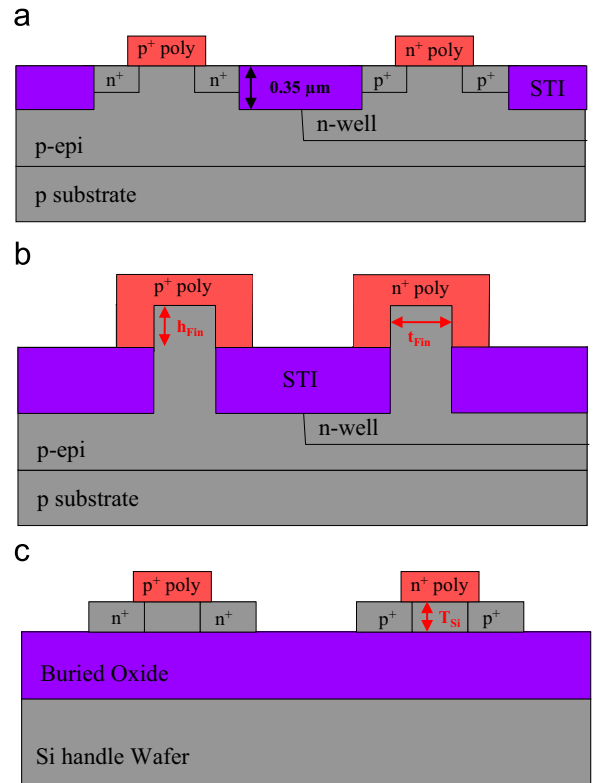 a
p+ poly
n+ poly
n+
n+
0.35 μm
p+
p+
STI
n-well
p-epi
p substrate
b
p+ poly
n+ poly
hFin
tFin
STI
n-well
p-epi
p substrate
c
p+ poly
n+ poly
n+
n+
p+
TSi
p+
Buried Oxide
Si handle Wafer